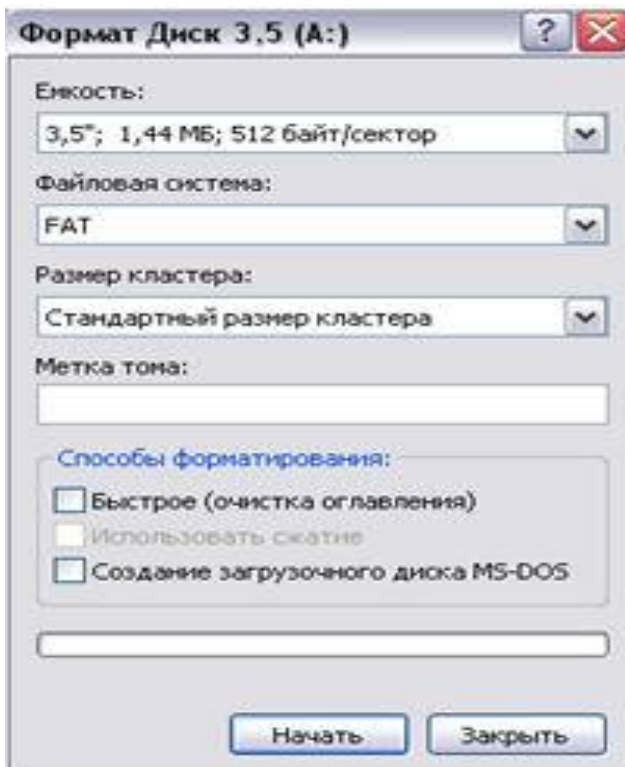 Формат Диск 3,5 (A:)
Емкость:
3,5"; 1,44 МБ; 512 байт/сектор
Файловая система:
FAT
Размер кластера:
Стандартный размер кластера
Метка тома:
Способы форматирования:
Быстрое (очистка оглавления)
Использовать сжатие
Создание загрузочного диска MS-DOS
Начать Закрыть